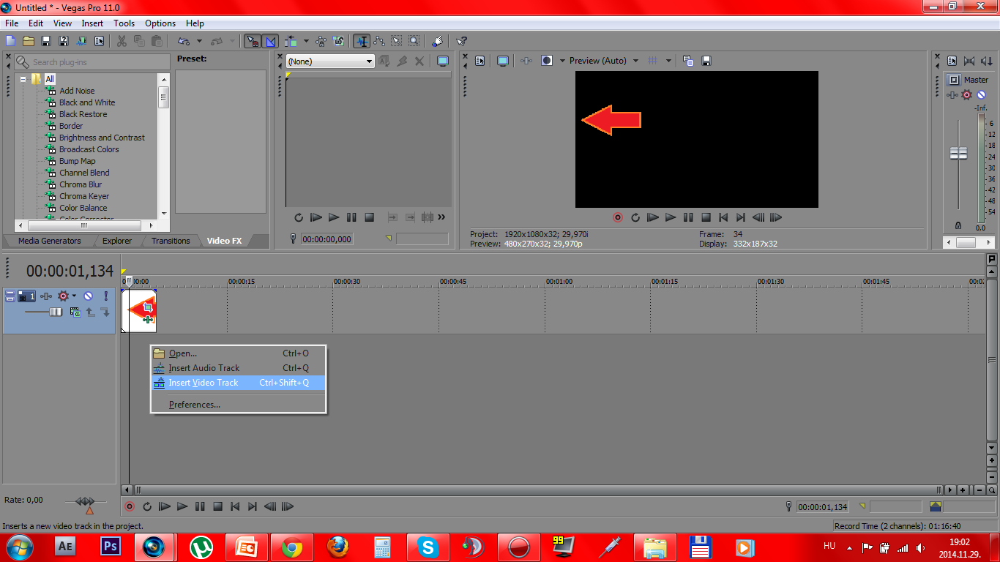 Untitled * - Vegas Pro 11.0
File Edit View Insert Tools Options Help
Search plug-ins
Preset:
All
Add Noise
Black and White
Black Restore
Border
Brightness and Contrast
Broadcast Colors
Bump Map
Channel Blend
Chroma Blur
Chroma Keyer
Color Balance
Color Corrector
Media Generators Explorer Transitions Video FX
(None)
00:00:00,000
Preview (Auto)
Project: 1920x1080x32; 29,970i Frame: 34
Preview: 480x270x32; 29,970p Display: 332x187x32
Master
-Inf.
6
12
18
24
30
36
42
48
54
0,0
00:00:01,134
00:00:15 00:00:30 00:00:45 00:01:00 00:01:15 00:01:30 00:01:45
1
Open... Ctrl+O
Insert Audio Track Ctrl+Q
Insert Video Track Ctrl+Shift+Q
Preferences...
Rate: 0,00
00:00:01,134
Inserts a new video track in the project.
Record Time (2 channels): 01:16:40
AE Ps 99
HU
19:02
2014.11.29.